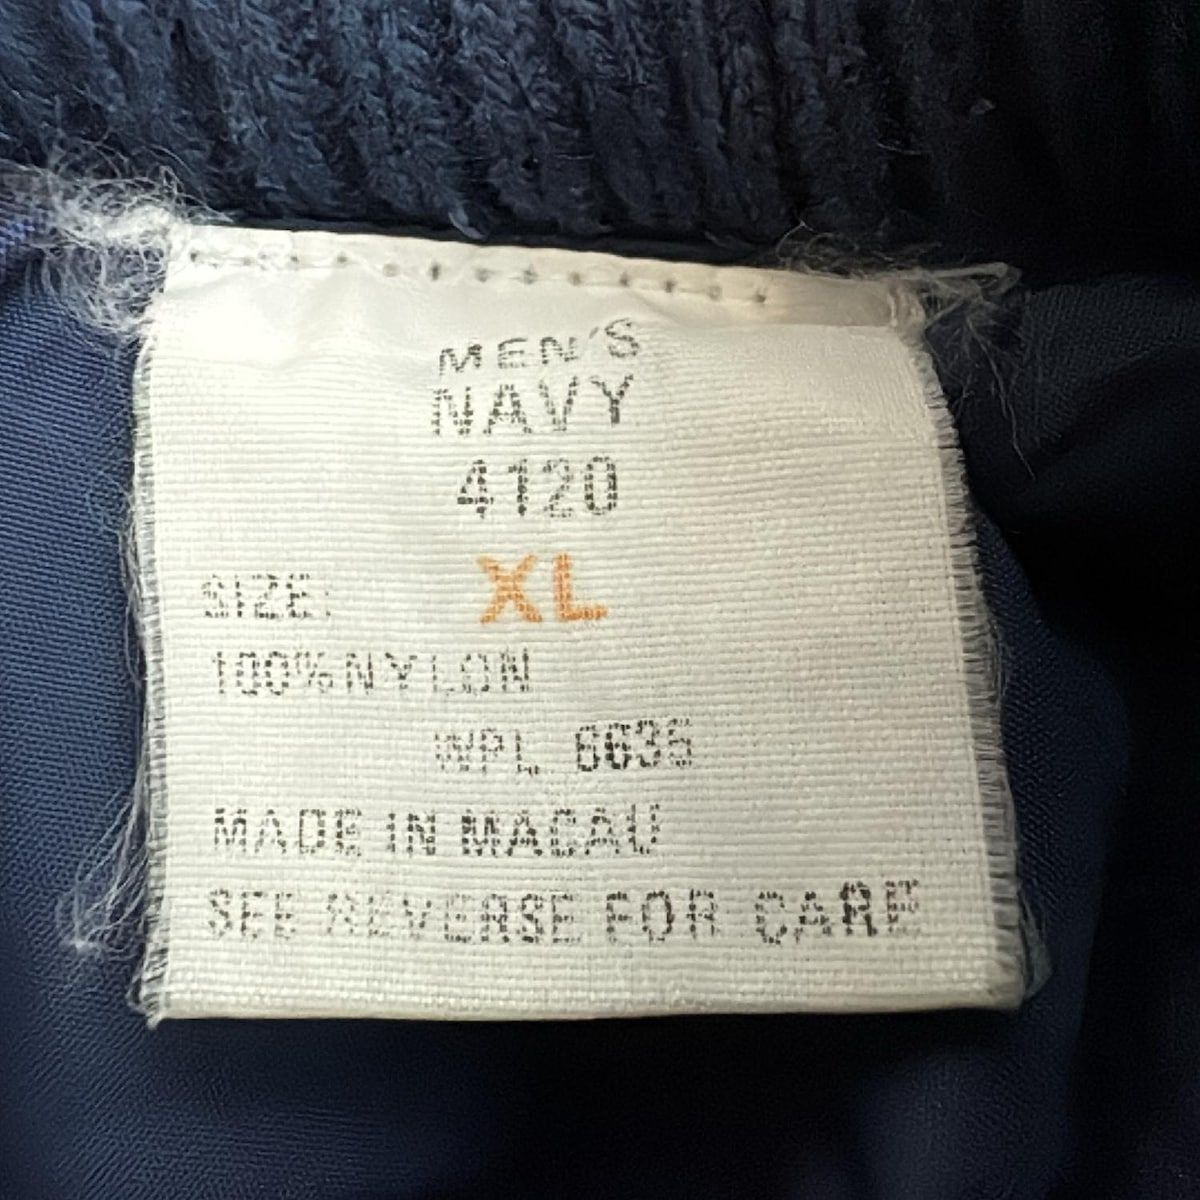 MEN'S
NAVY
4120
SIZE: XL
100% NYLON
WPL 6635
MADE IN MACAU
SEE REVERSE FOR CARE